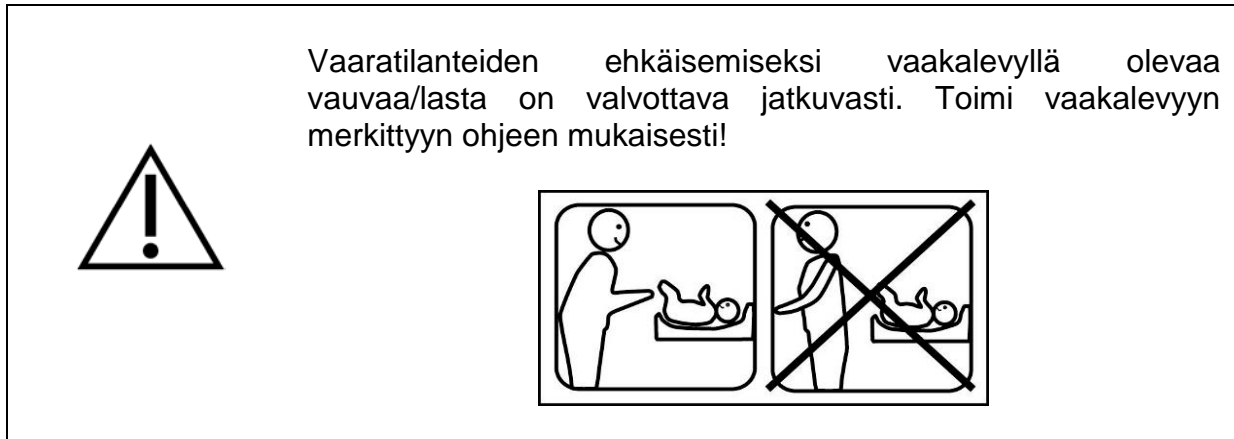 Vaaratilanteiden ehkäisemiseksi vaakalevyllä olevaa
vauvaa/lasta on valvottava jatkuvasti. Toimi vaakalevyyn
merkittyyn ohjeen mukaisesti!